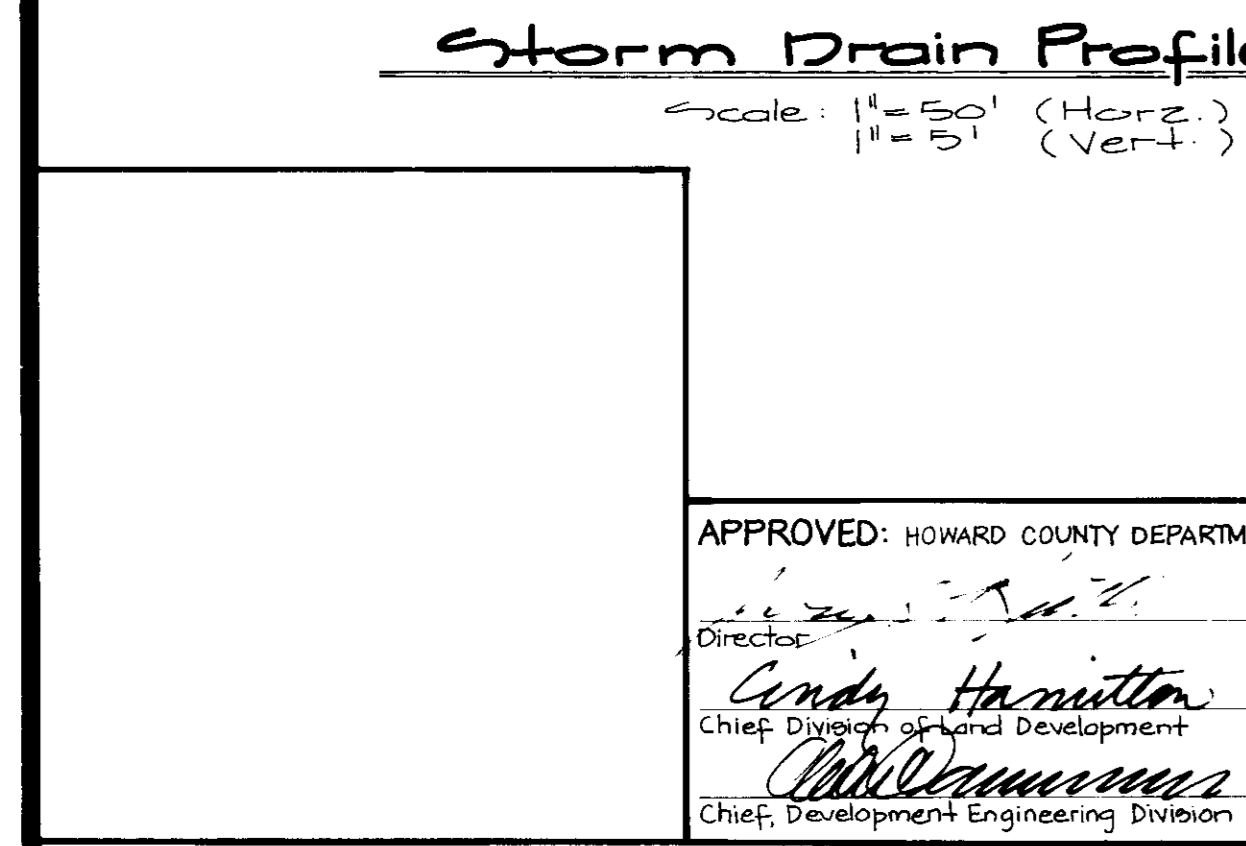 Storm Drain Profile
Scale: 1"=50' (Horz.)
1"=5' (Vert.)
APPROVED: HOWARD COUNTY DEPARTM
Director
Cindy Hamilton
Chief Division of Land Development
Chief, Development Engineering Division